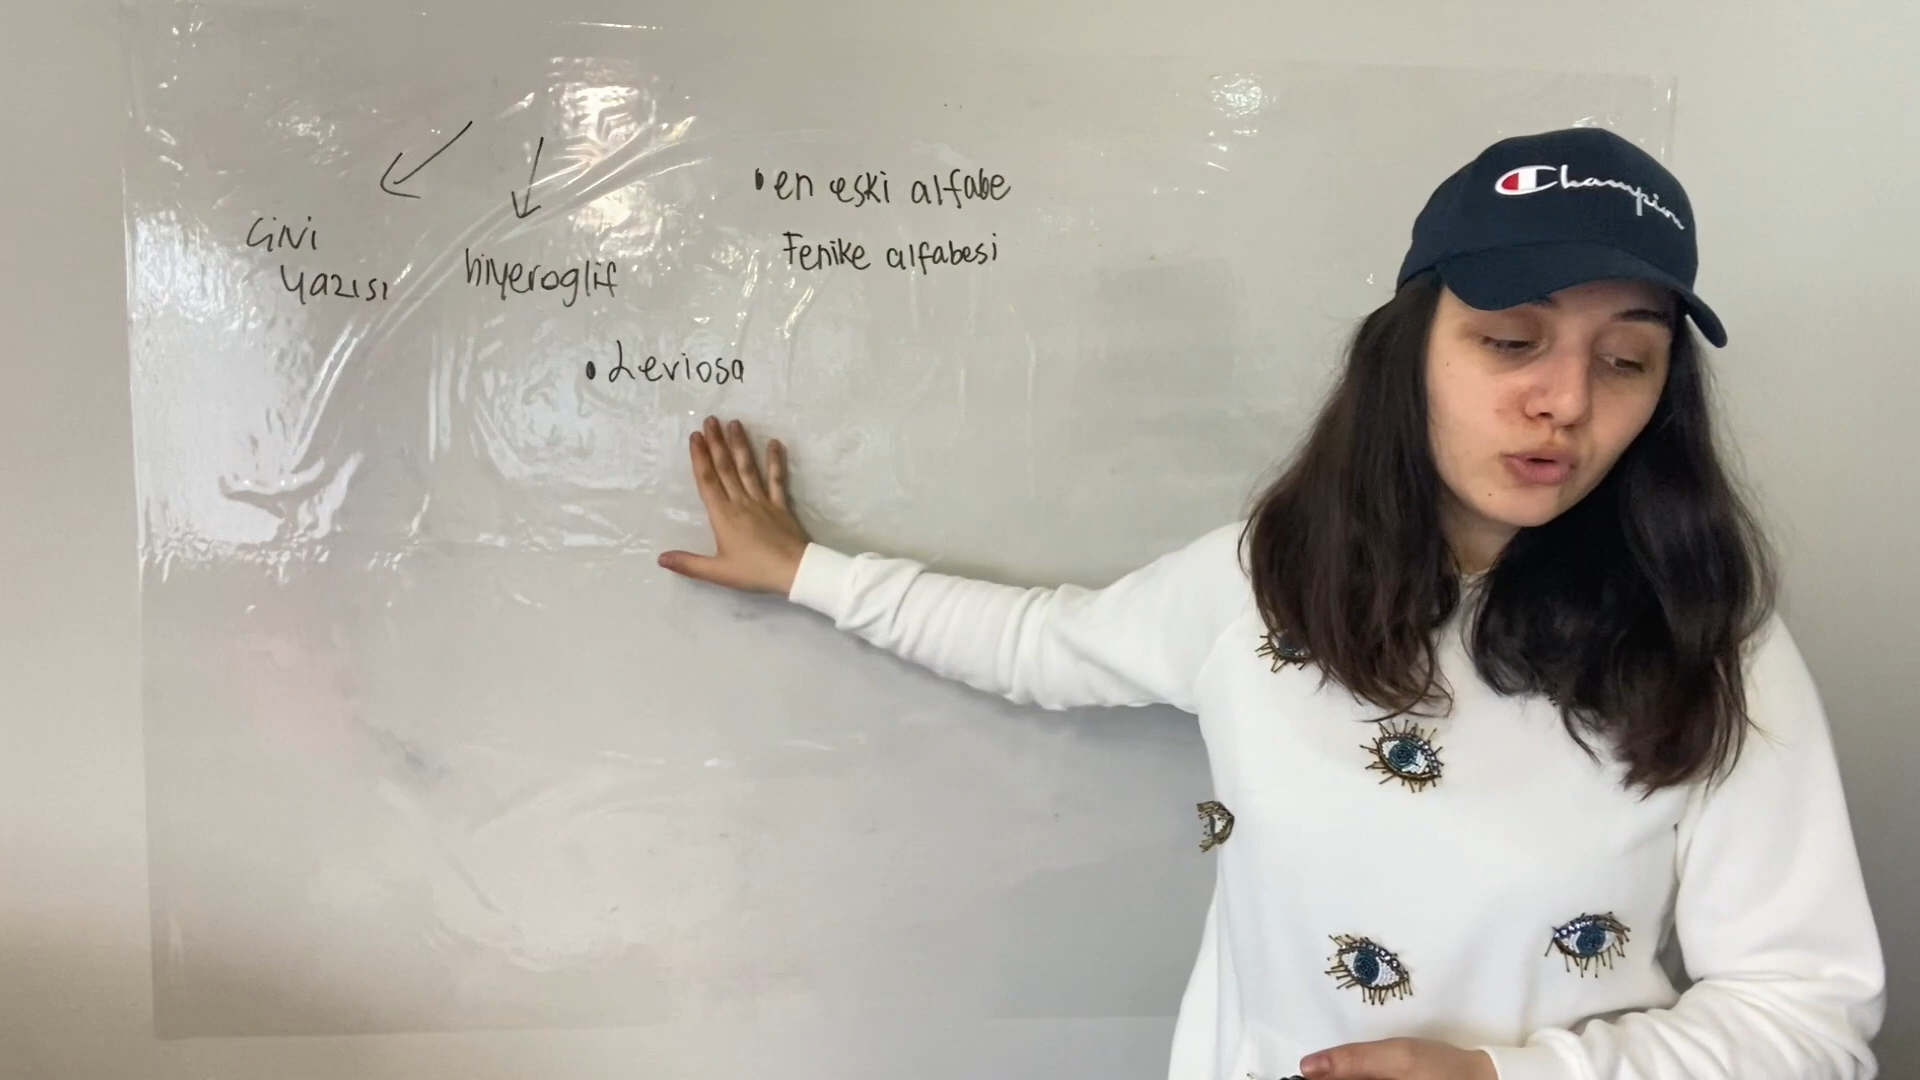 Çivi
yazısı
hiyeroglif
• en eski alfabe
Fenike alfabesi
• Leviosa
Champion